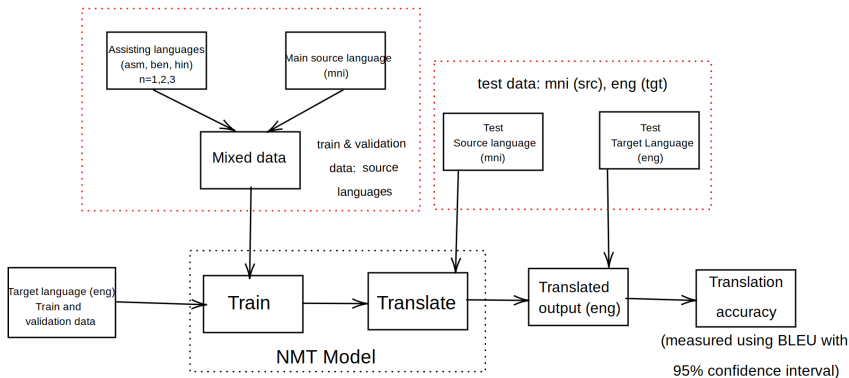 Assisting languages
(asm, ben, hin)
n=1,2,3
Main source language
(mni)
Mixed data
train & validation
data: source
languages
test data: mni (src), eng (tgt)
Test
Source language
(mni)
Test
Target Language
(eng)
Target language (eng)
Train and
validation data
Train
Translate
NMT Model
Translated
output (eng)
Translation
accuracy
(measured using BLEU with
95% confidence interval)